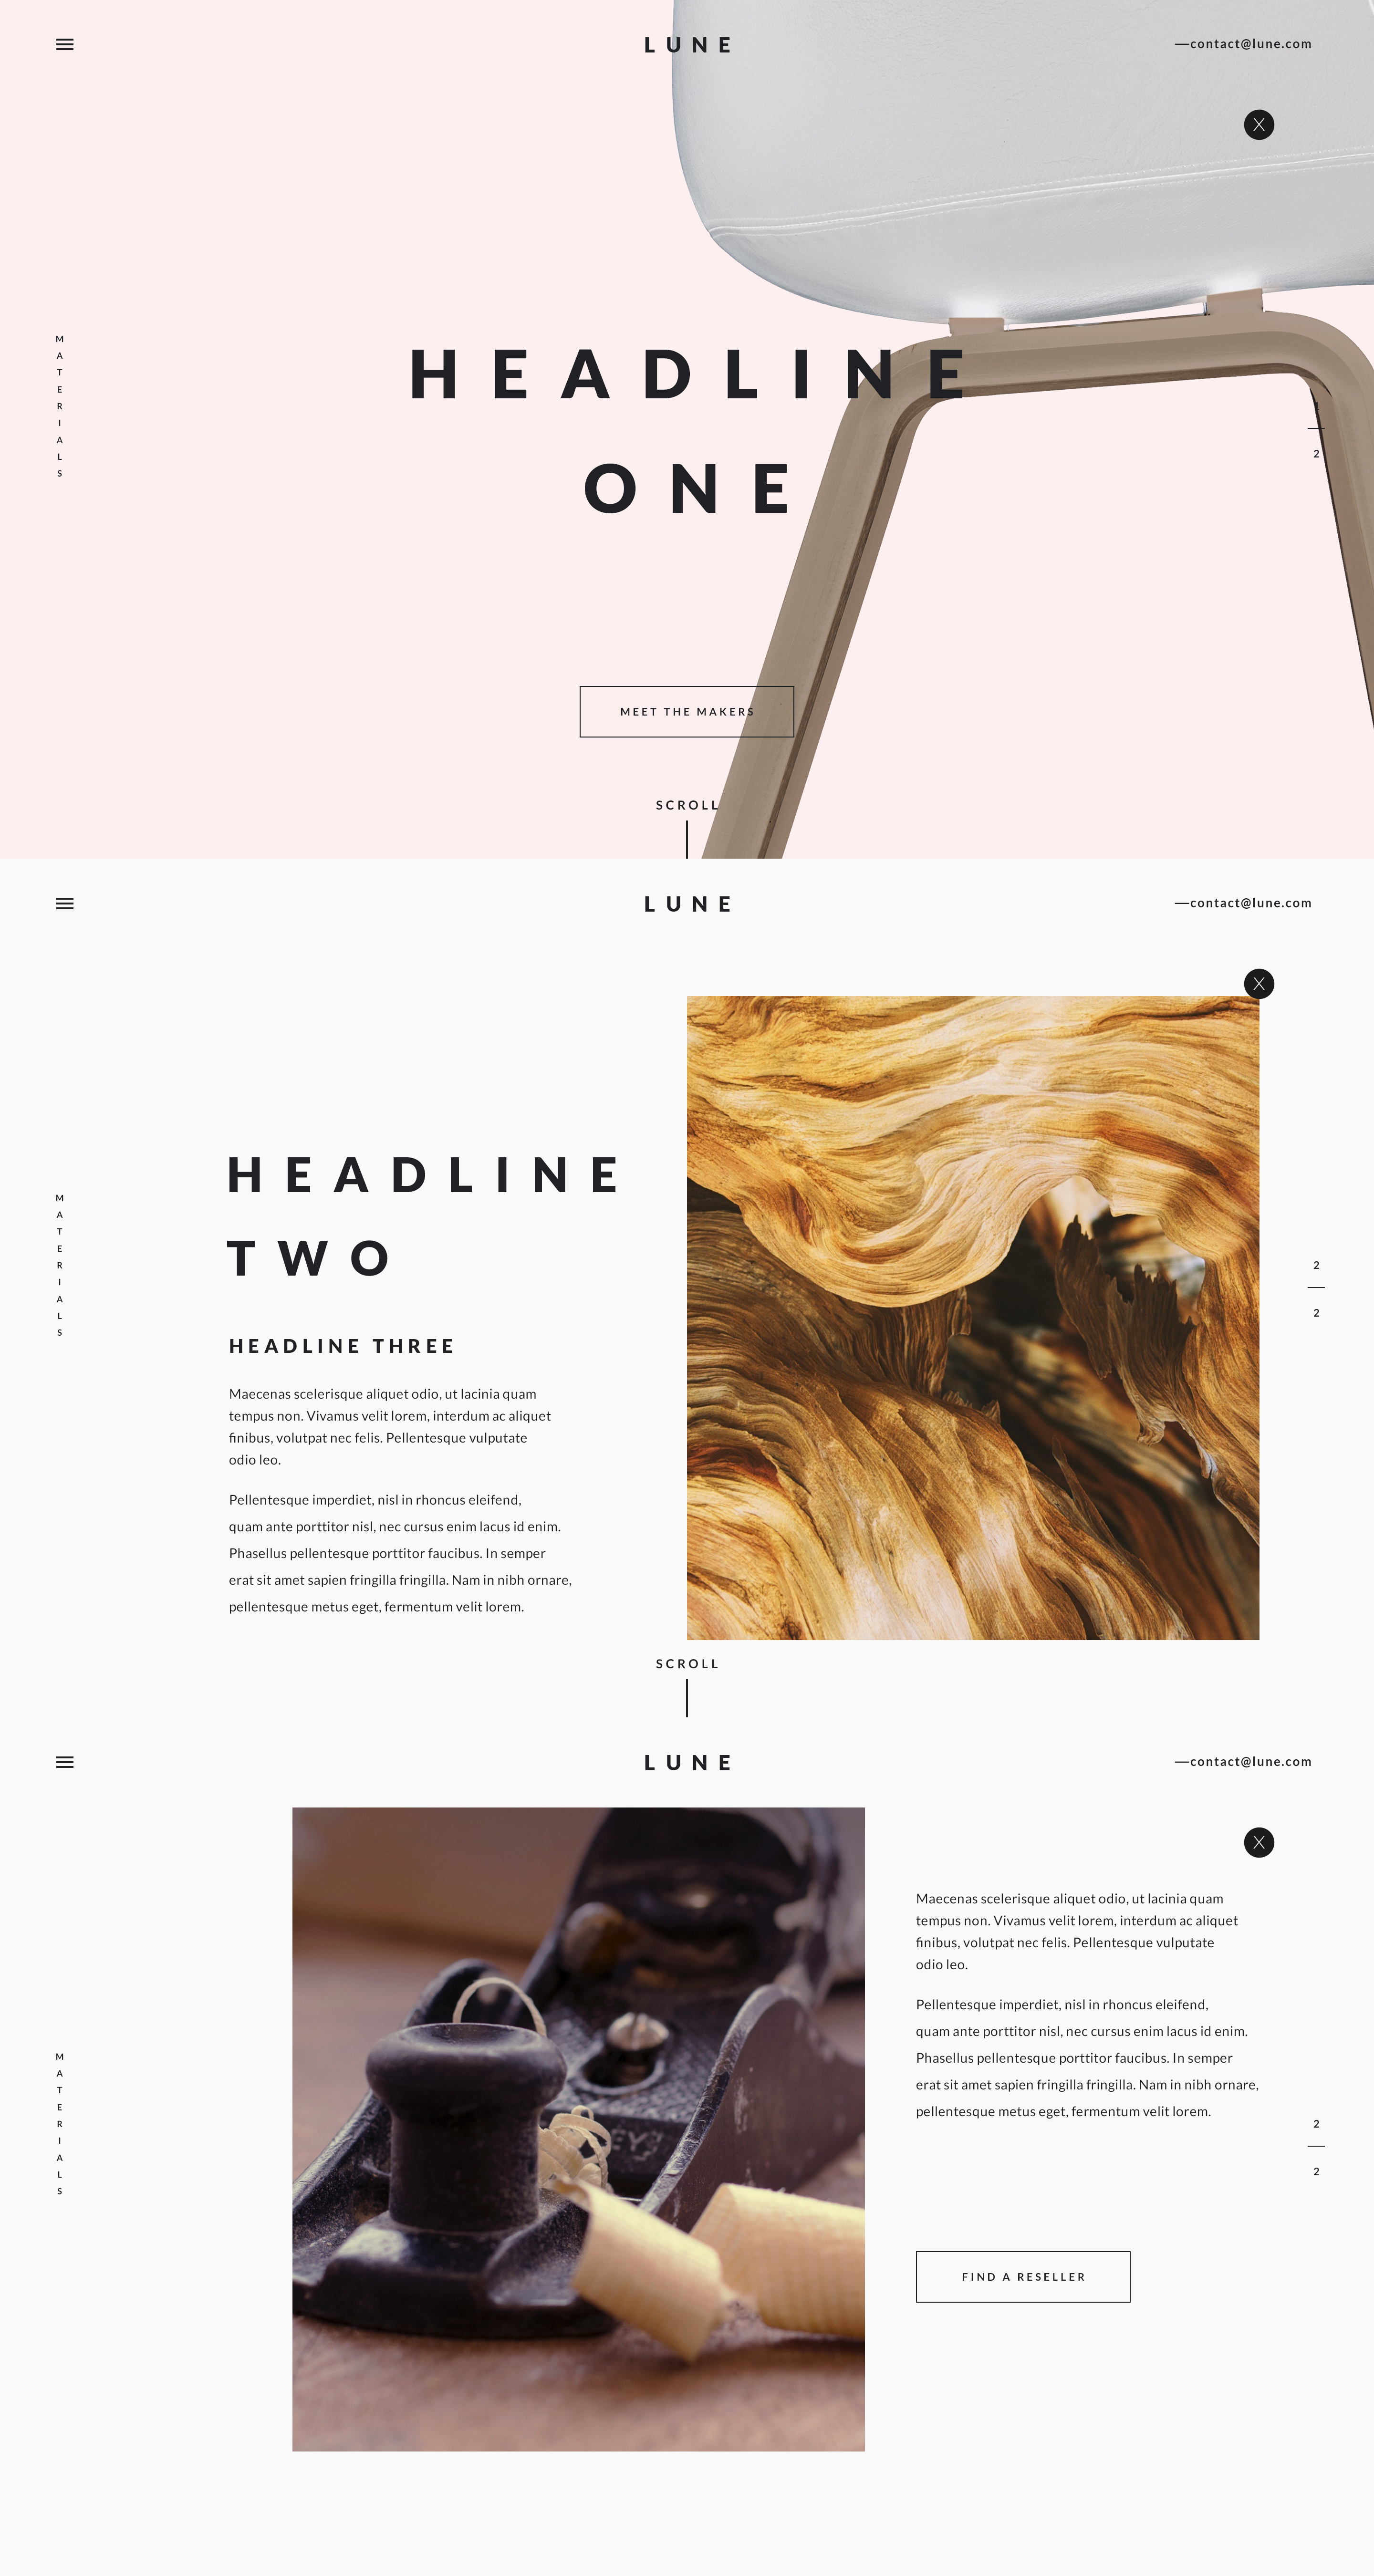 LUNE
—contact@lune.com
X
MATERIALS
HEADLINE
ONE
2
MEET THE MAKERS
SCROLL
LUNE
—contact@lune.com
X
MATERIALS
HEADLINE
TWO
2
2
HEADLINE THREE
Maecenas scelerisque aliquet odio, ut lacinia quam
tempus non. Vivamus velit lorem, interdum ac aliquet
finibus, volutpat nec felis. Pellentesque vulputate
odio leo.
Pellentesque imperdiet, nisl in rhoncus eleifend,
quam ante porttitor nisl, nec cursus enim lacus id enim.
Phasellus pellentesque porttitor faucibus. In semper
erat sit amet sapien fringilla fringilla. Nam in nibh ornare,
pellentesque metus eget, fermentum velit lorem.
SCROLL
LUNE
—contact@lune.com
X
MATERIALS
Maecenas scelerisque aliquet odio, ut lacinia quam
tempus non. Vivamus velit lorem, interdum ac aliquet
finibus, volutpat nec felis. Pellentesque vulputate
odio leo.
Pellentesque imperdiet, nisl in rhoncus eleifend,
quam ante porttitor nisl, nec cursus enim lacus id enim.
Phasellus pellentesque porttitor faucibus. In semper
erat sit amet sapien fringilla fringilla. Nam in nibh ornare,
pellentesque metus eget, fermentum velit lorem.
2
2
FIND A RESELLER